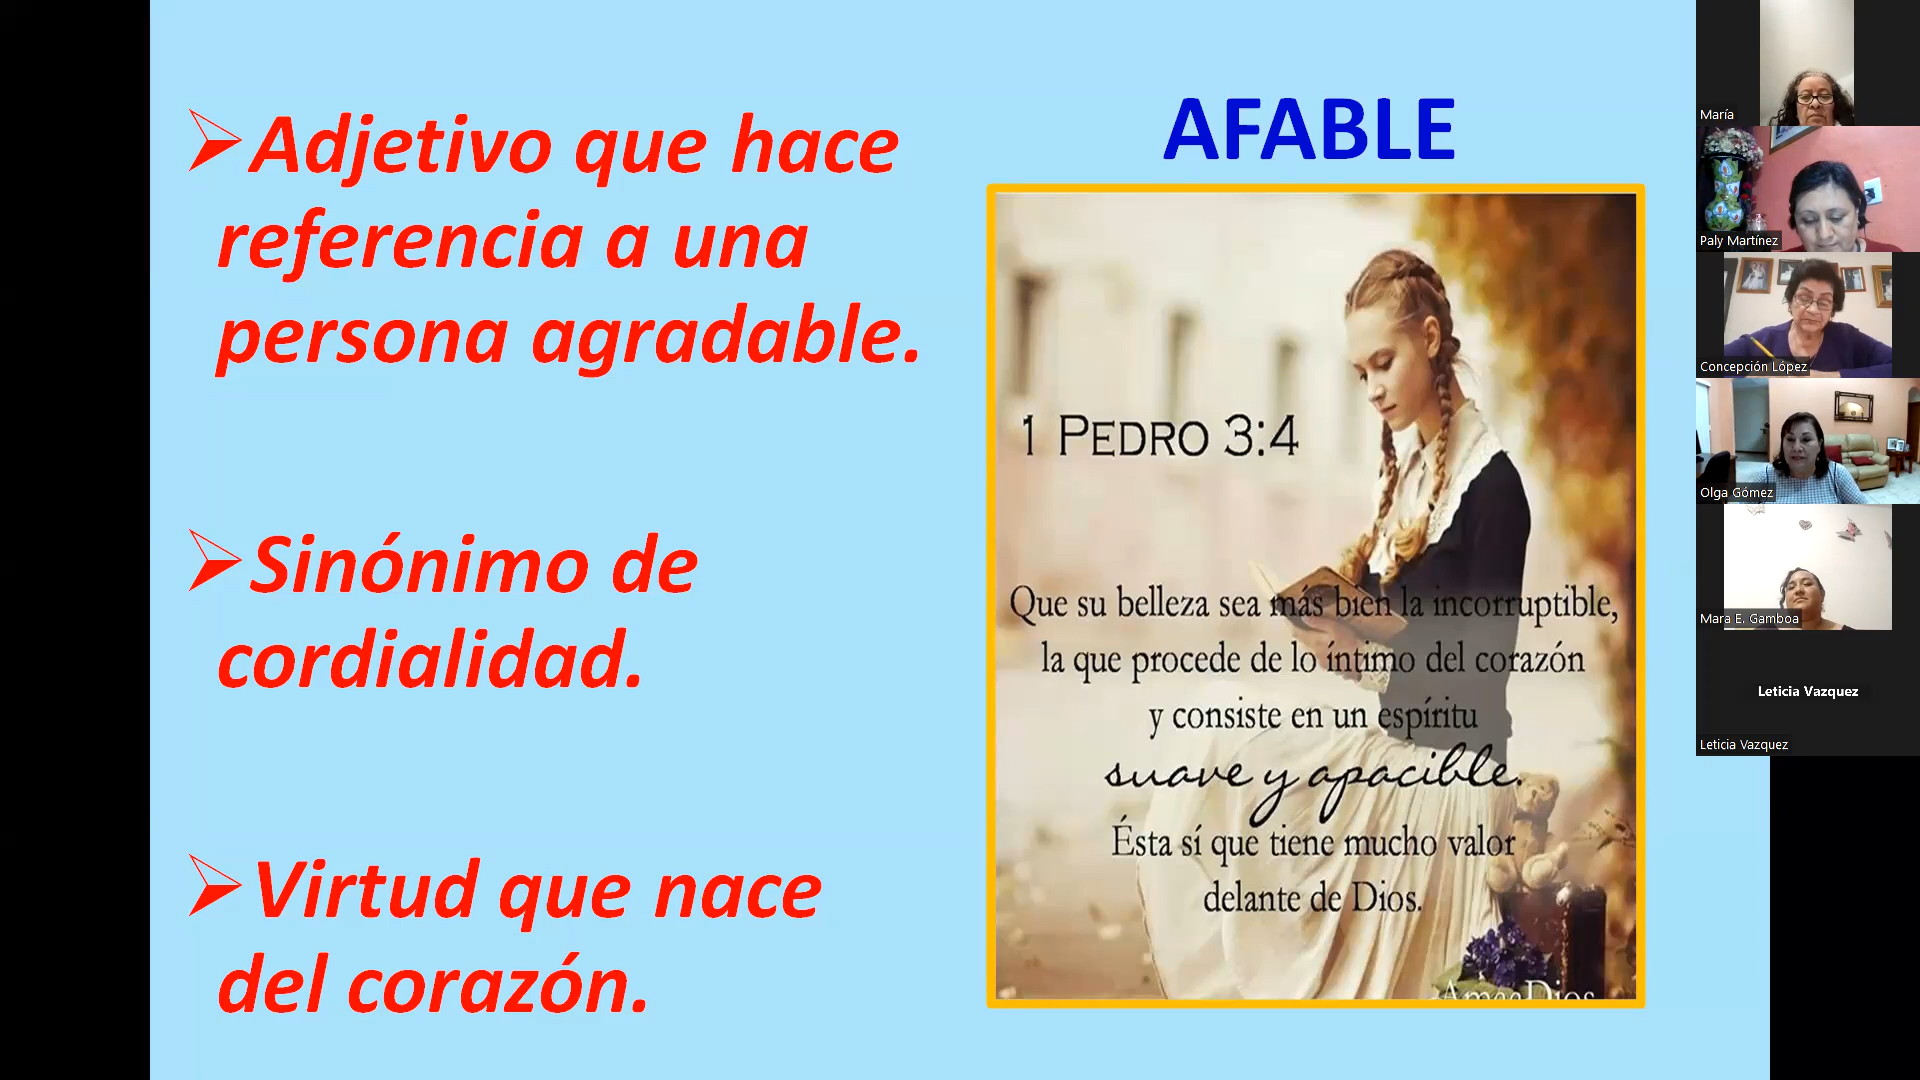 ➢Adjetivo que hace
referencia a una
persona agradable.
➢Sinónimo de
cordialidad.
➢Virtud que nace
del corazón.
AFABLE
1 PEDRO 3:4
Que su belleza sea más bien la incorruptible,
la que procede de lo íntimo del corazón
y consiste en un espíritu
suave y apacible.
Ésta sí que tiene mucho valor
delante de Dios.
AmaaDios
María
Paly Martínez
Concepción López
Olga Gómez
Mara E. Gamboa
Leticia Vazquez
Leticia Vazquez